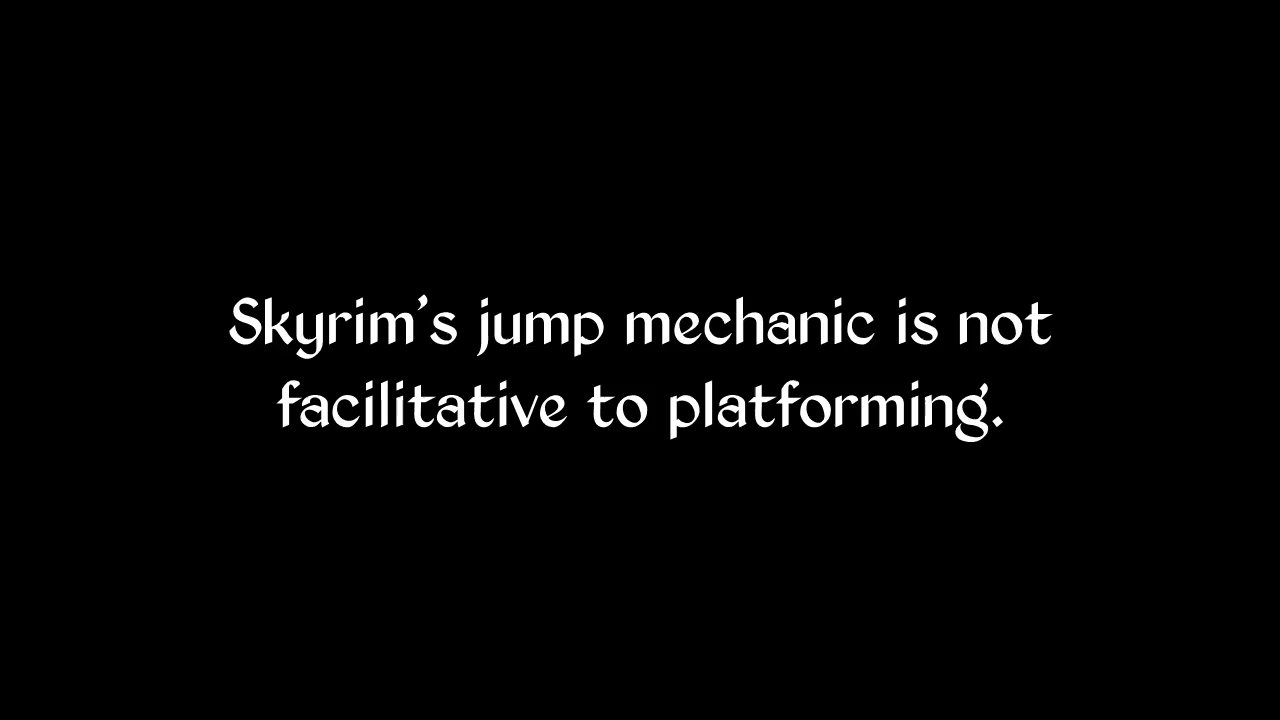 Skyrim’s jump mechanic is not
facilitative to platforming.